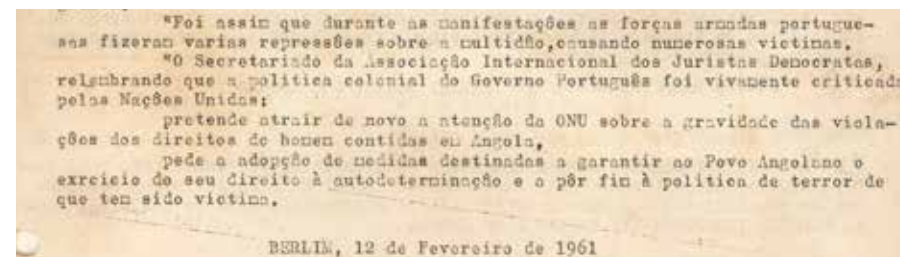 "Foi assim que durante as manifestações as forças armadas portugue-
sas fizeram varias repressões sobre a multidão,causando numerosas victimas.
"O Secretariado da Associação Internacional dos Juristas Democratas,
relembrando que a politica colonial do Governo Português foi vivamente criticada
pelas Nações Unidas:
pretende atrair de novo a atenção da ONU sobre a gravidade das viola-
ções dos direitos do homem contidas em Angola,
pede a adopção de medidas destinadas a garantir ao Povo Angolano o
exrcicio do seu direito à autodeterminação e a pôr fim à politica de terror de
que tem sido victima.
BERLIM, 12 de Fevereiro de 1961